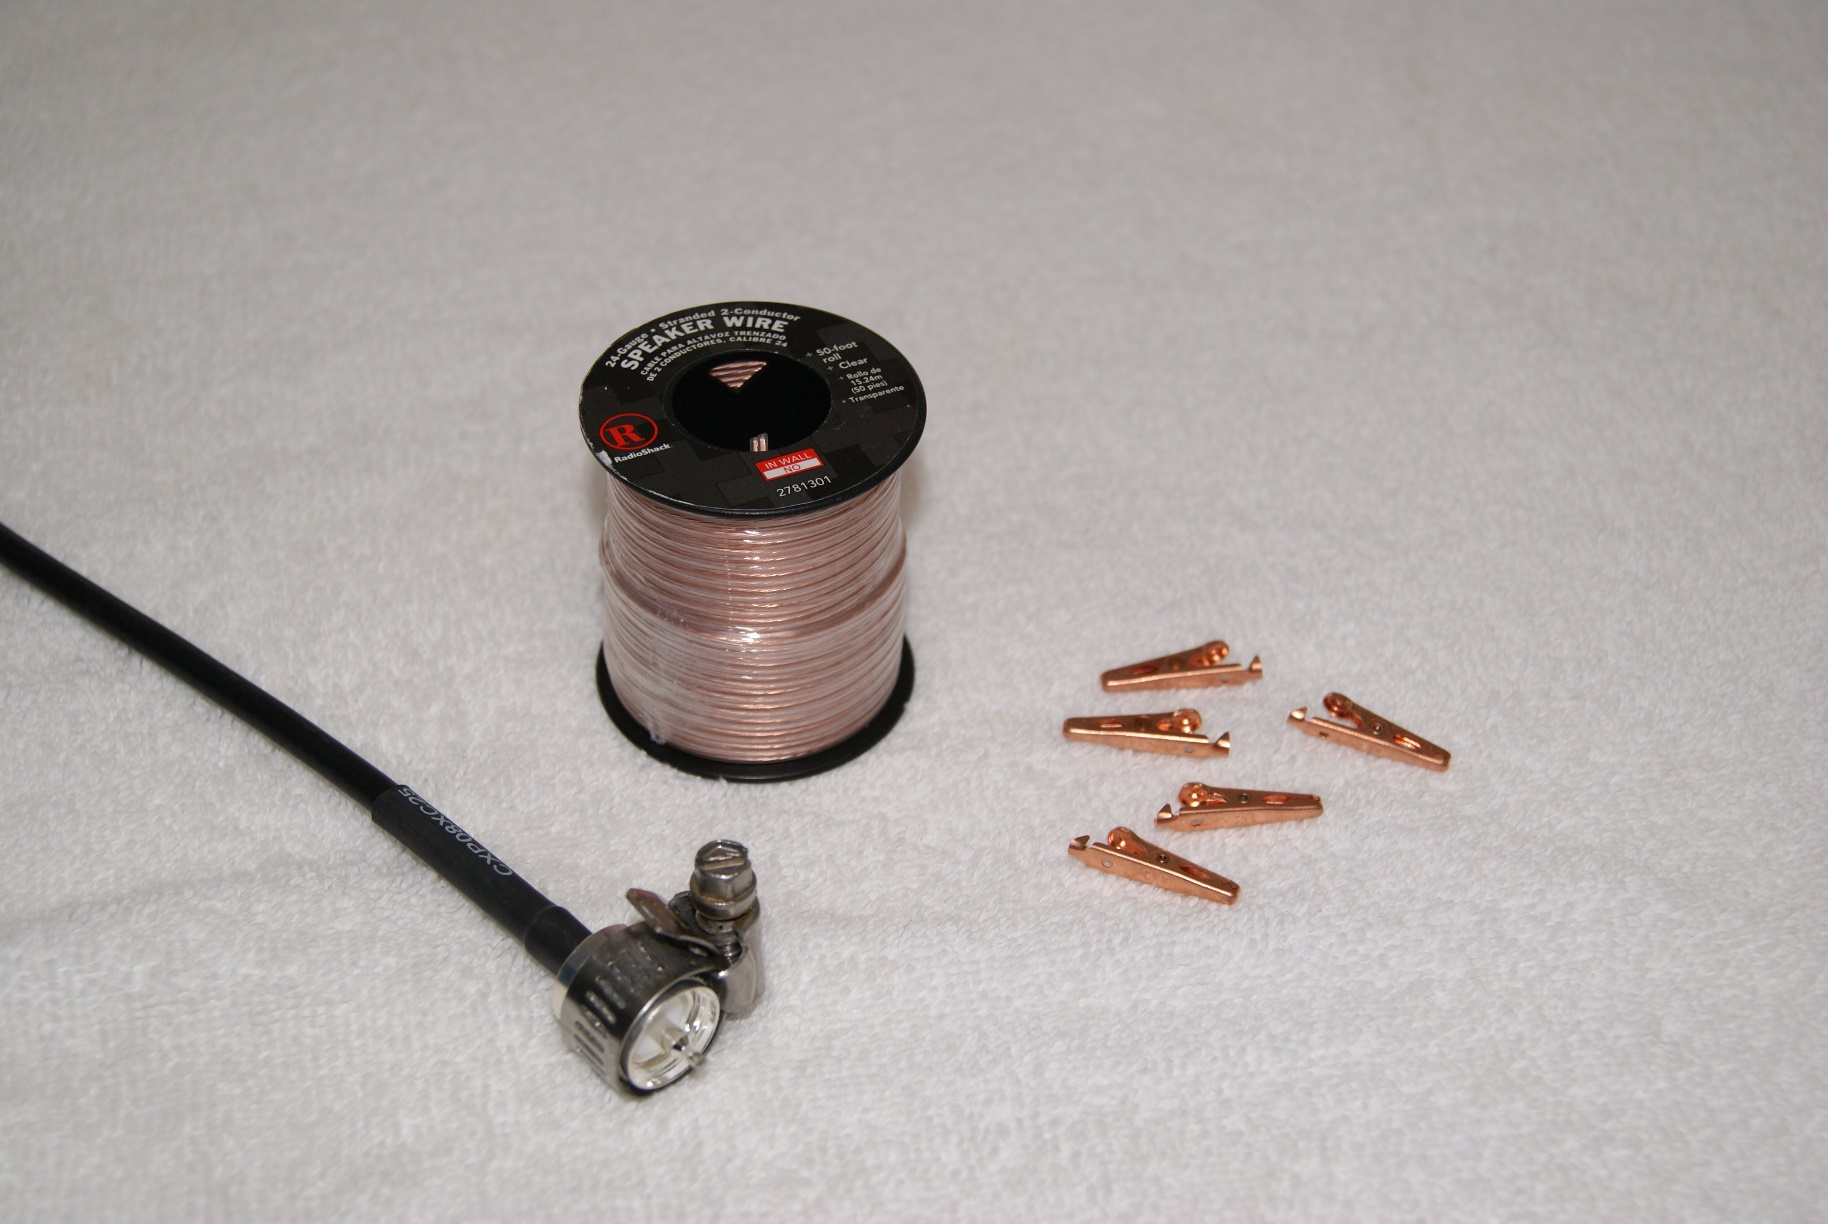 24-Gauge • Stranded 2-Conductor
SPEAKER WIRE
CABLE PARA ALTAVOZ TRENZADO
DE 2 CONDUCTORES, CALIBRE 24
+ 50-foot
roll
+ Clear
+ Rollo de
15.24m
(50 pies)
+ Transparente
R
RadioShack
IN WALL
NO
2781301
CXP08XC25